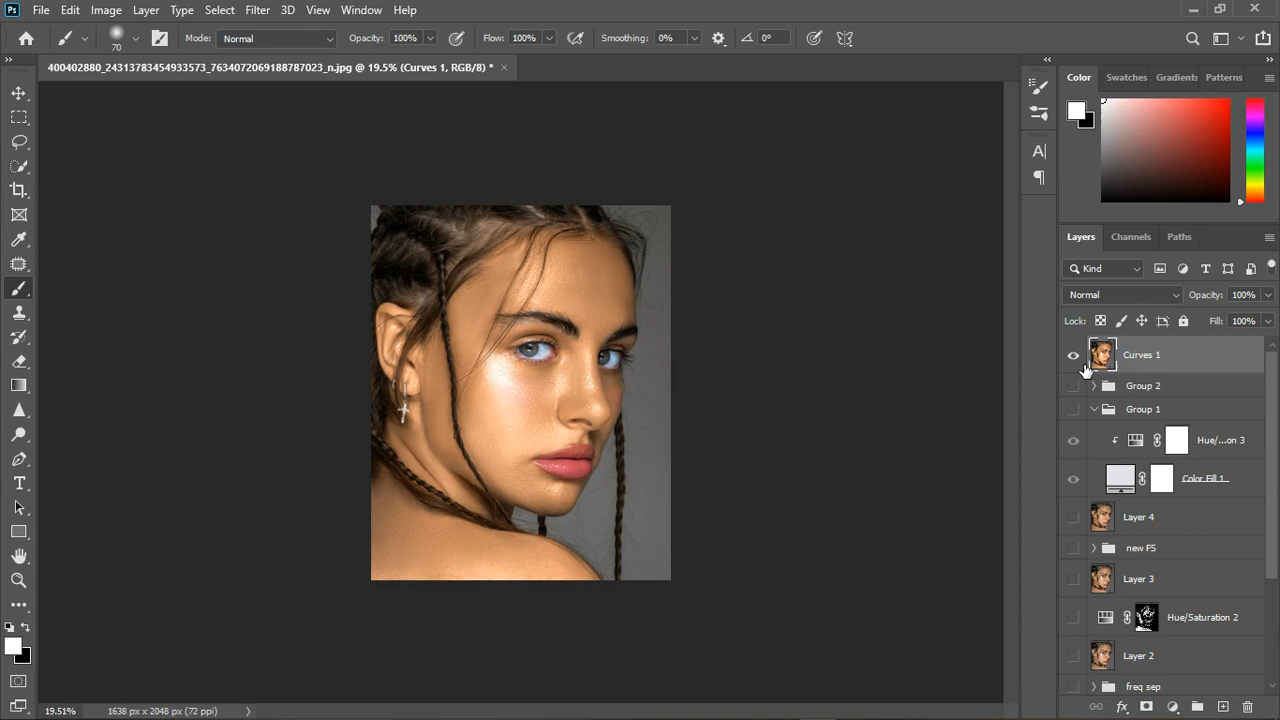 Ps File Edit Image Layer Type Select Filter 3D View Window Help
70 Mode: Normal Opacity: 100% Flow: 100% Smoothing: 0% 0°
400402880_24313783454933573_7634072069188787023_n.jpg @ 19.5% (Curves 1, RGB/8) *
Color Swatches Gradients Patterns
Layers Channels Paths
Kind
Normal Opacity: 100%
Lock: Fill: 100%
Curves 1
Group 2
Group 1
Hue/...on 3
Color Fill 1
Layer 4
new FS
Layer 3
Hue/Saturation 2
Layer 2
freq sep
19.51% 1638 px x 2048 px (72 ppi)